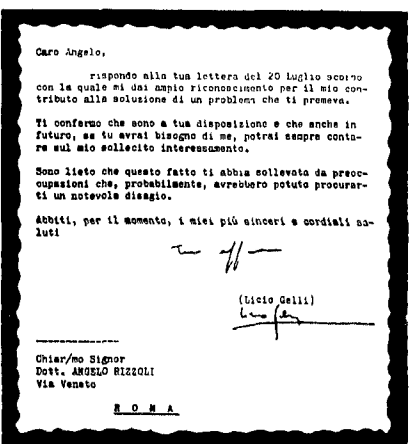 Caro Angelo,
rispondo alla tua lettera del 20 Luglio scorso
con la quale mi dai ampio riconoscimento per il mio con-
tributo alla soluzione di un problema che ti premeva.
Ti confermo che sono a tua disposizione e che anche in
futuro, se tu avrai bisogno di me, potrai sempre conta-
re sul mio sollecito interessamento.
Sono lieto che questo fatto ti abbia sollevato da preoc-
cupazioni che, probabilmente, avrebbero potuto procurar-
ti un notevole disagio.
Abbiti, per il momento, i miei più sinceri e cordiali sa-
luti
(Licio Gelli)
Chiar/mo Signor
Dott. ANGELO RIZZOLI
Via Veneto
R O M A